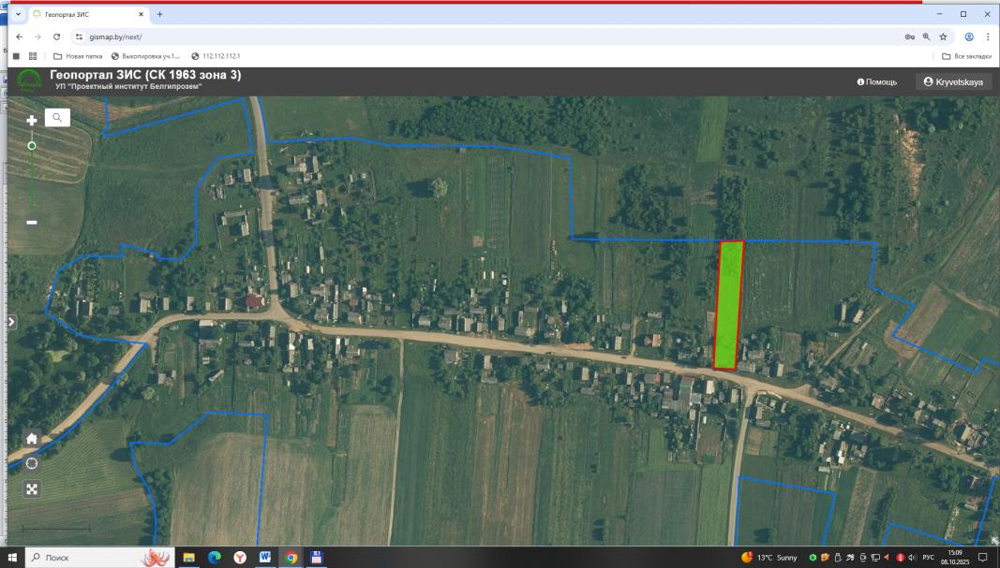 Геопортал ЗИС
gismap.by/next/
Новая папка
Выкопировка уч.1....
112.112.112.1
Все закладки
Геопортал ЗИС (СК 1963 зона 3)
УП "Проектный институт Белгипрозем"
Помощь
Kryvetskaya
Поиск
13°C Sunny
РУС
15:09
08.10.2025